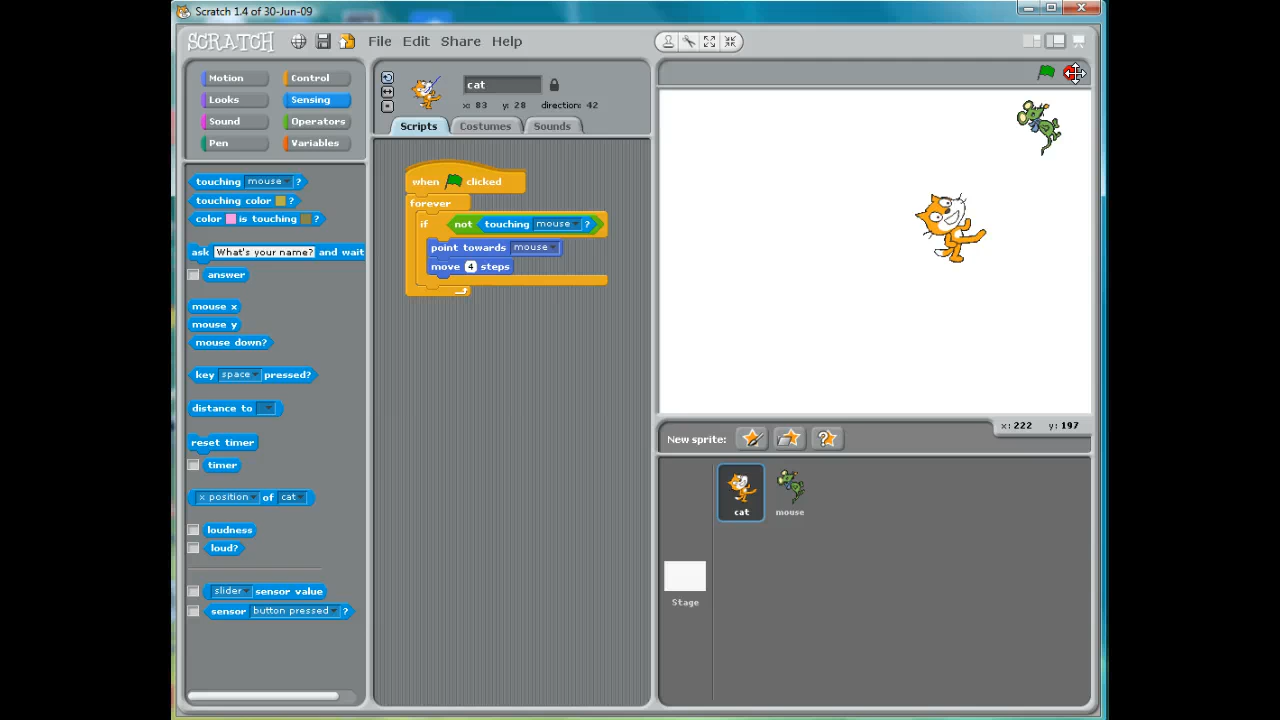 Scratch 1.4 of 30-Jun-09
SCRATCH File Edit Share Help
Motion Control
Looks Sensing
Sound Operators
Pen Variables
touching mouse ?
touching color ?
color is touching ?
ask What's your name? and wait
answer
mouse x
mouse y
mouse down?
key space pressed?
distance to
reset timer
timer
x position of cat
loudness
loud?
slider sensor value
sensor button pressed ?
cat
x: 83 y: 28 direction: 42
Scripts Costumes Sounds
when clicked
forever
if not touching mouse ?
point towards mouse
move 4 steps
x: 222 y: 197
New sprite:
cat
mouse
Stage